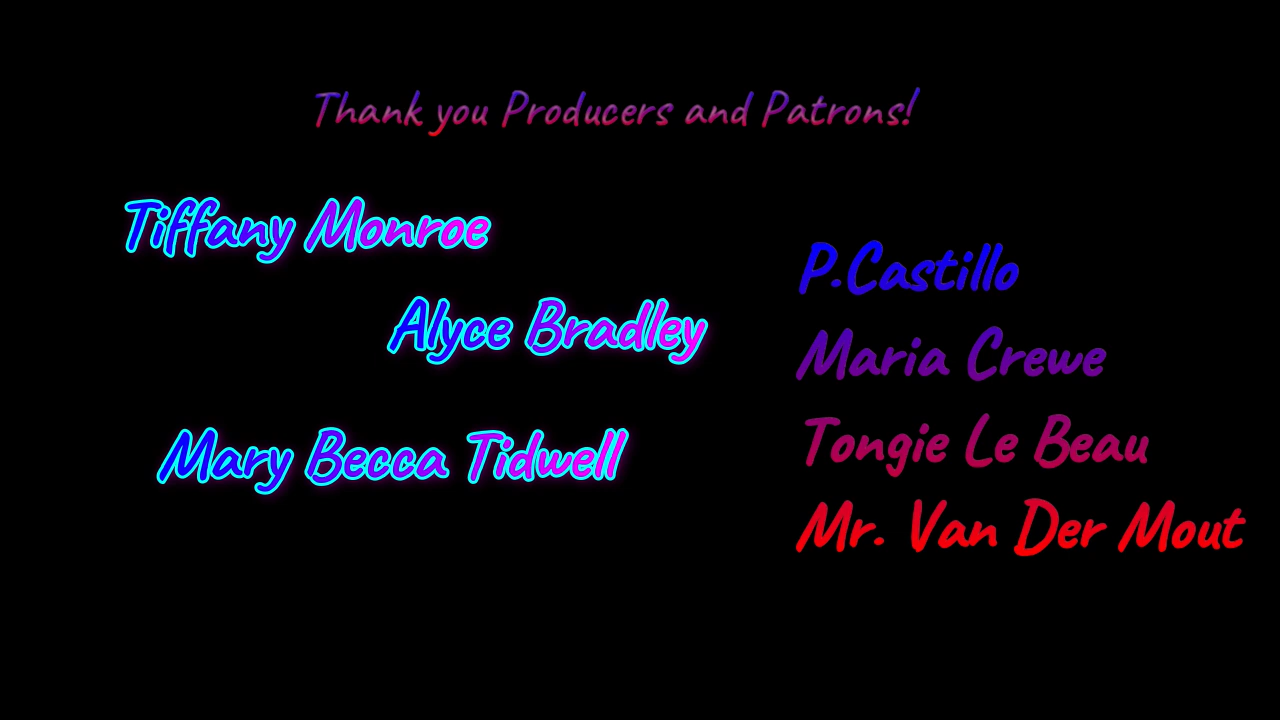 Thank you Producers and Patrons!
Tiffany Monroe
Alyce Bradley
Mary Becca Tidwell
P.Castillo
Maria Crewe
Tongie Le Beau
Mr. Van Der Mout